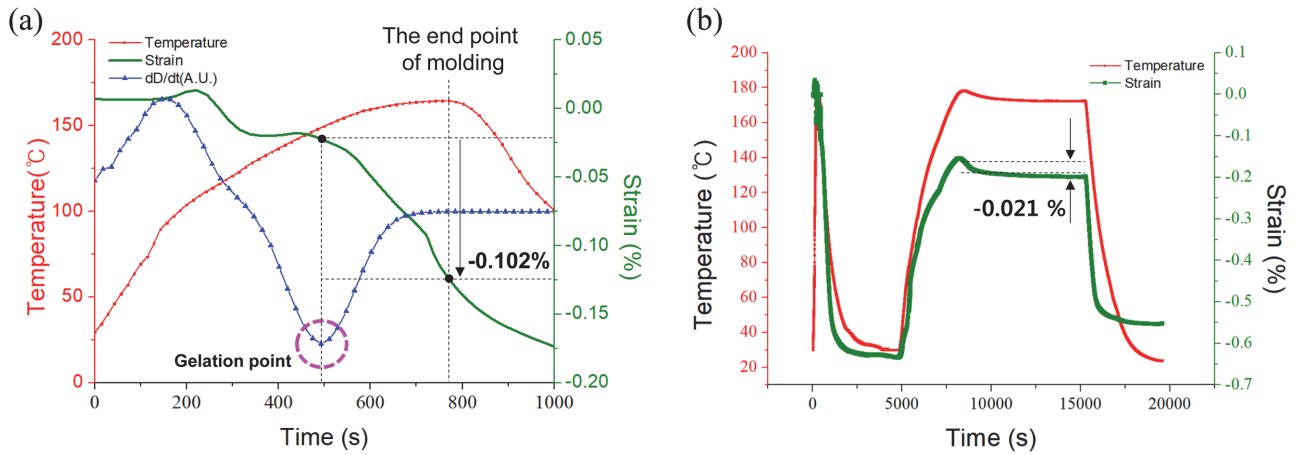 (a)
200
150
100
50
0
Temperature(℃)
Temperature
Strain
dD/dt(A.U.)
The end point
of molding
-0.102%
Gelation point
0.05
0.00
-0.05
-0.10
-0.15
-0.20
Strain (%)
0
200
400
600
800
1000
Time (s)
(b)
200
180
160
140
120
100
80
60
40
20
Temperature (℃)
Temperature
Strain
-0.021 %
0.1
0.0
-0.1
-0.2
-0.3
-0.4
-0.5
-0.6
-0.7
Strain (%)
0
5000
10000
15000
20000
Time (s)